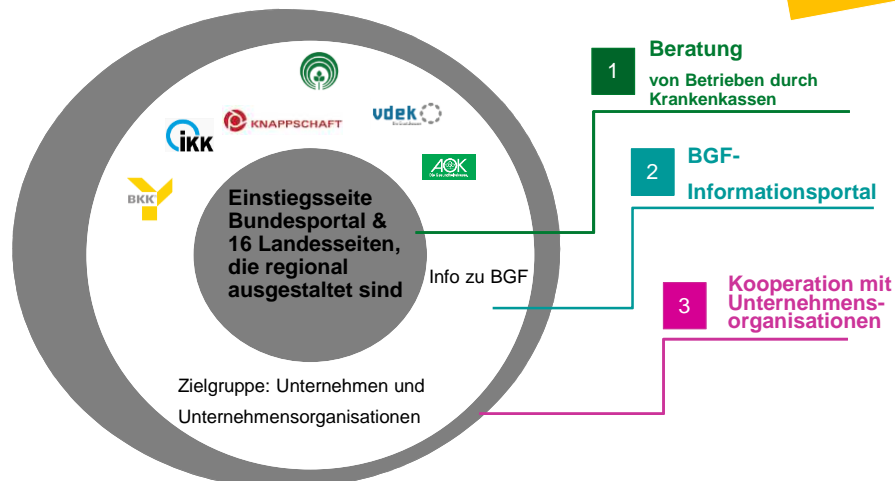 vdek
KNAPPSCHAFT
iKK
AOK
BKK
Einstiegsseite
Bundesportal &
16 Landesseiten,
die regional
ausgestaltet sind
Info zu BGF
Zielgruppe: Unternehmen und
Unternehmensorganisationen
1
Beratung
von Betrieben durch
Krankenkassen
2
BGF-
Informationsportal
3
Kooperation mit
Unternehmens-
organisationen